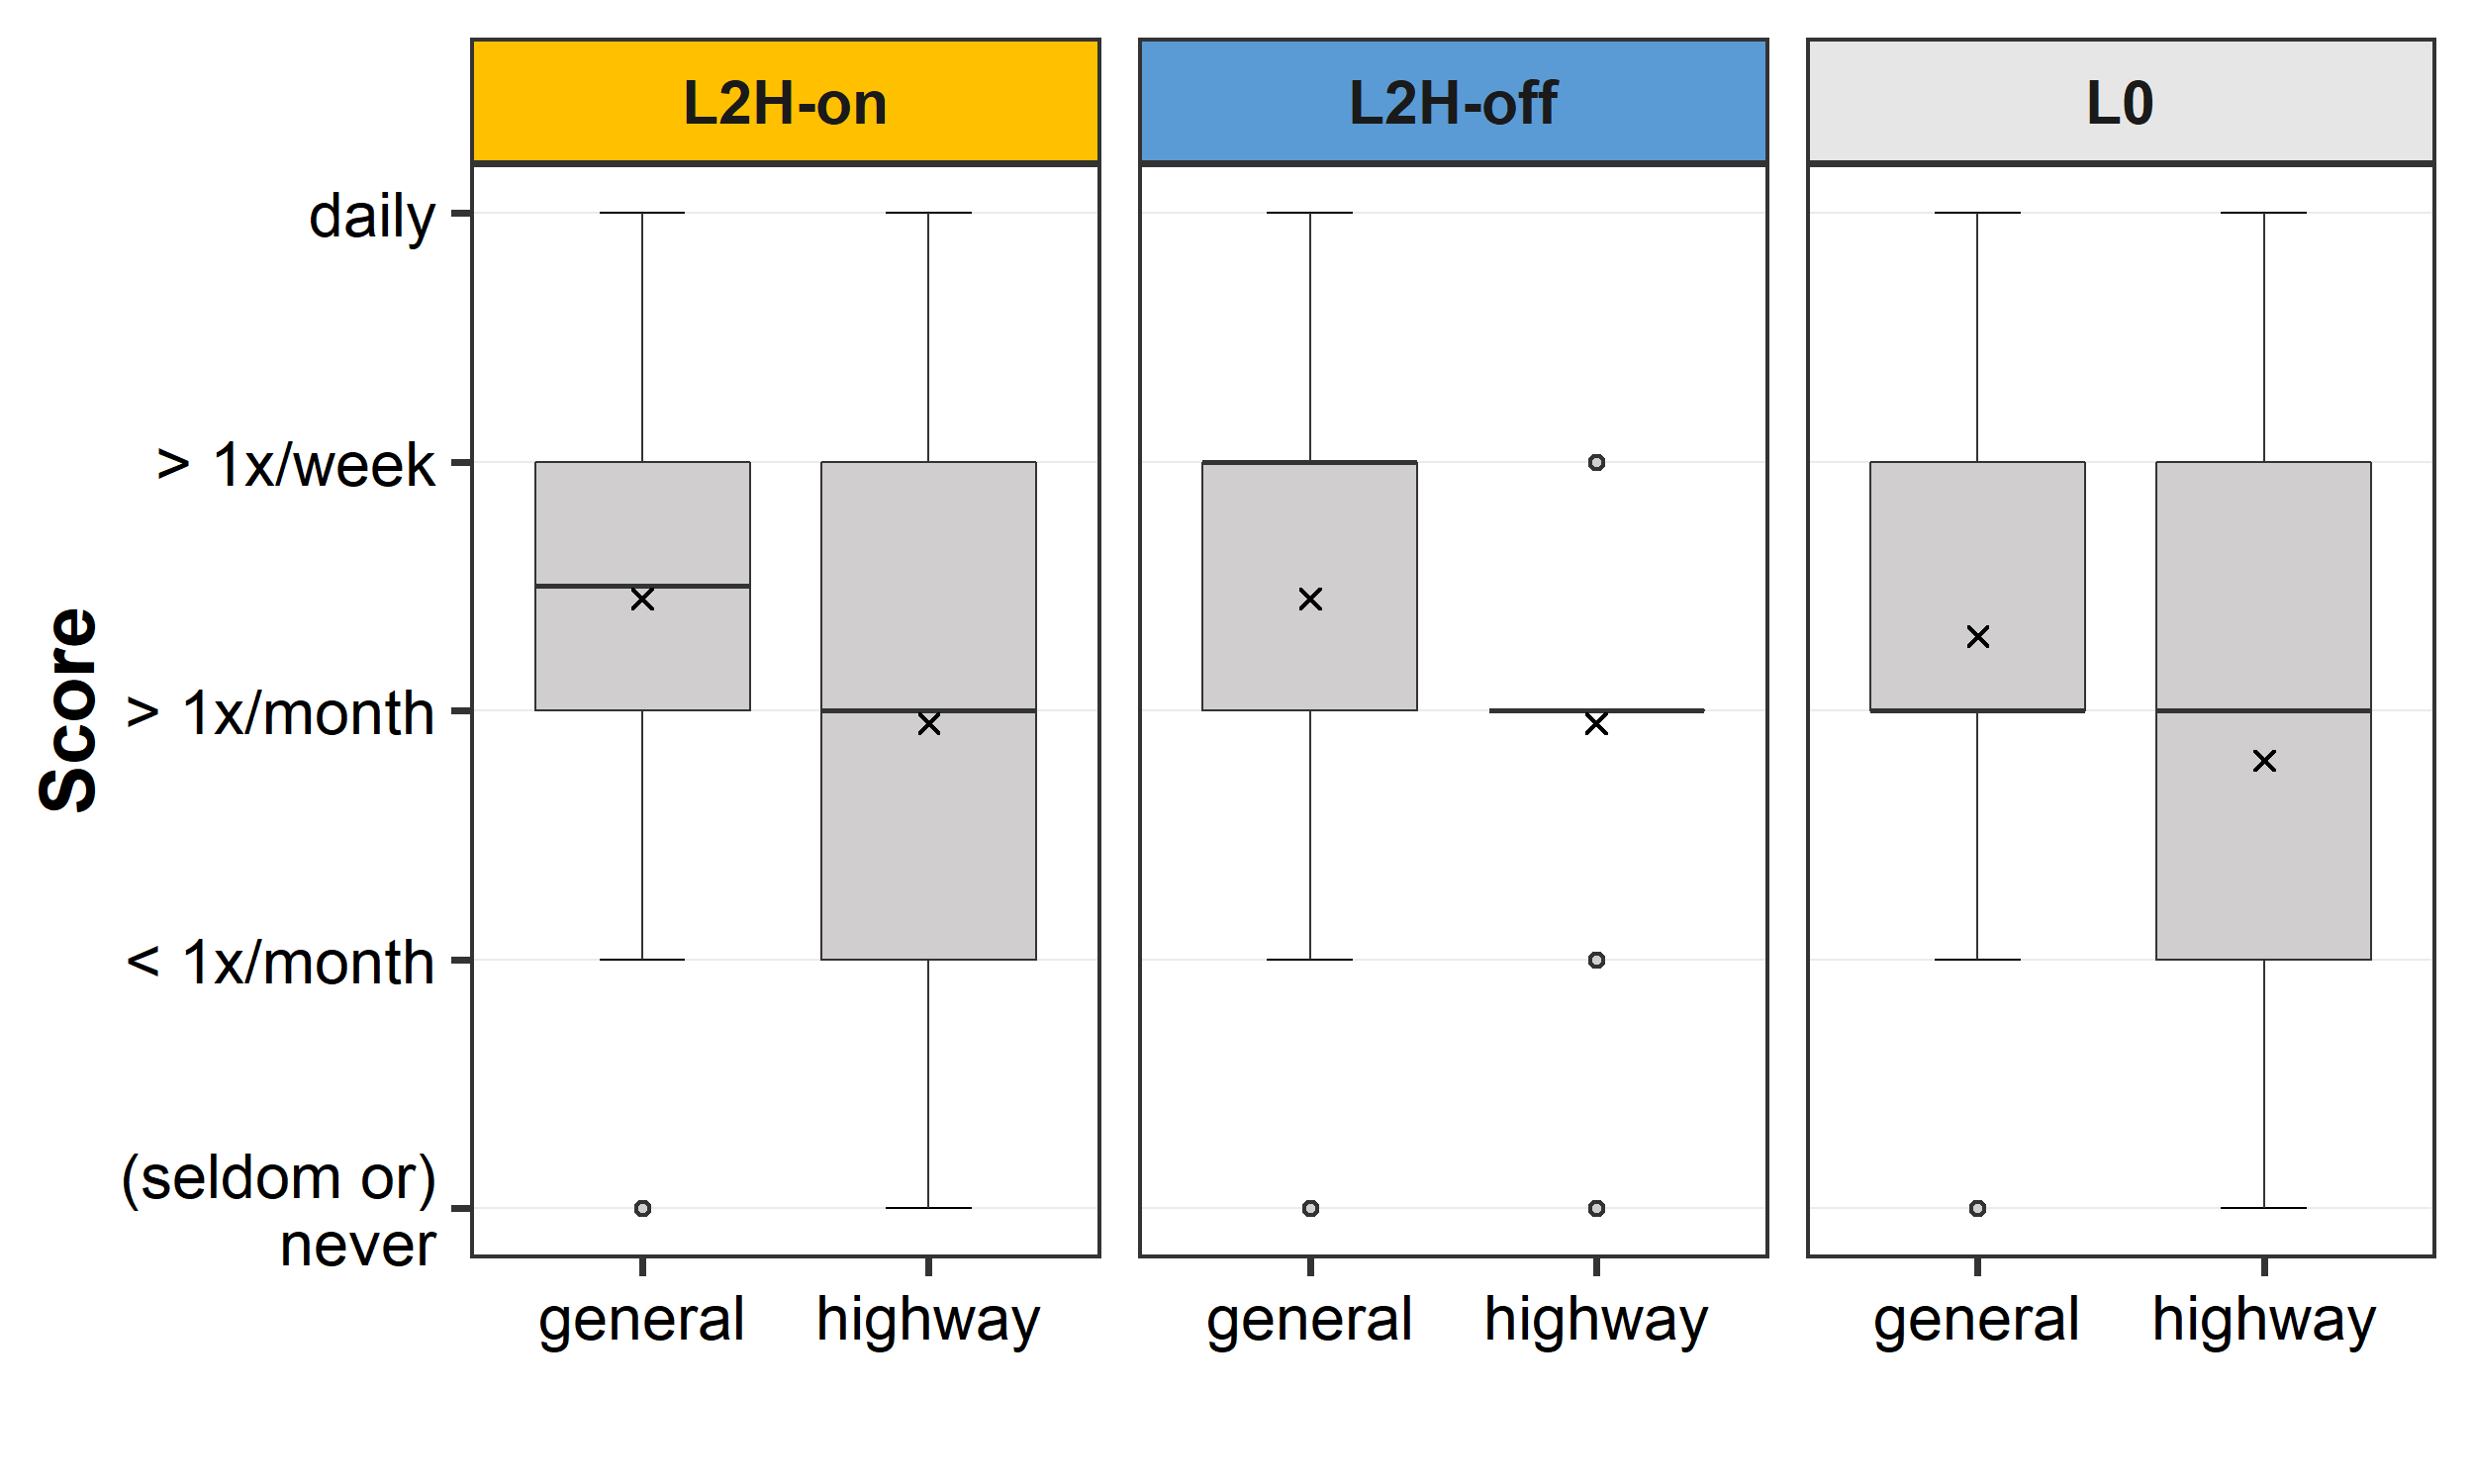 L2H-on
L2H-off
L0
Score
daily
> 1x/week
> 1x/month
< 1x/month
(seldom or)
never
general
highway
general
highway
general
highway